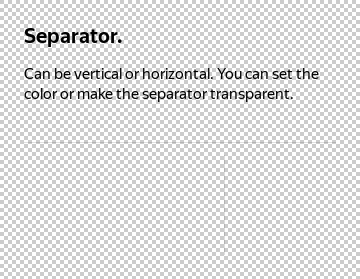 Separator.
Can be vertical or horizontal. You can set the
color or make the separator transparent.